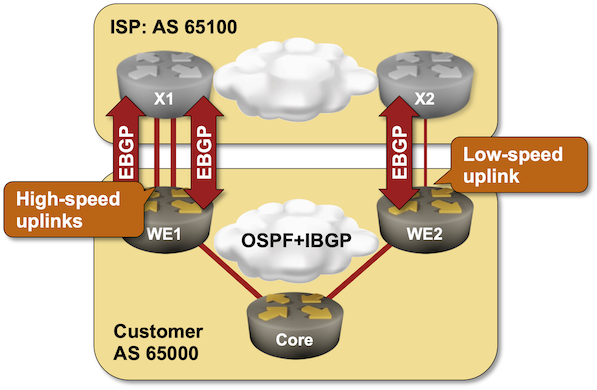 ISP: AS 65100
X1
X2
EBGP
EBGP
EBGP
High-speed
uplinks
Low-speed
uplink
WE1
OSPF+IBGP
WE2
Core
Customer
AS 65000